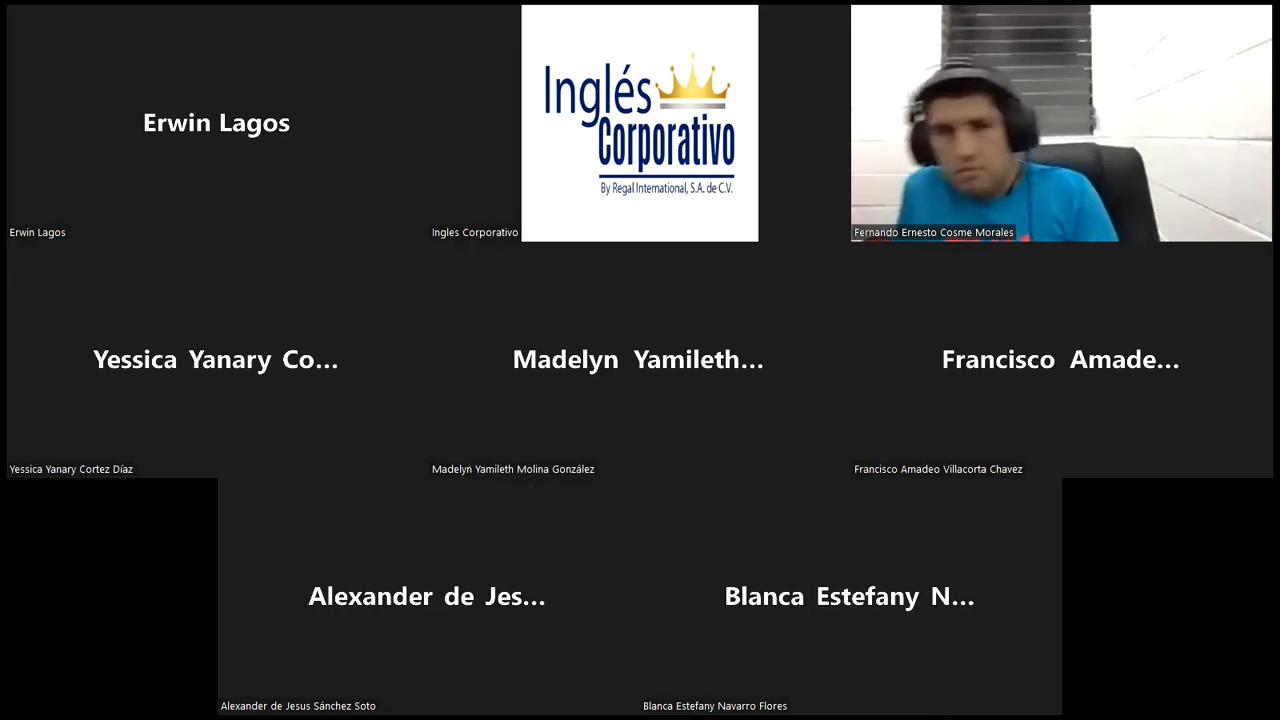 Erwin Lagos
Erwin Lagos
Inglés
Corporativo
By Regal International, S.A. de C.V.
Ingles Corporativo
Fernando Ernesto Cosme Morales
Yessica Yanary Co...
Yessica Yanary Cortez Díaz
Madelyn Yamileth...
Madelyn Yamileth Molina González
Francisco Amade...
Francisco Amadeo Villacorta Chavez
Alexander de Jes...
Alexander de Jesus Sánchez Soto
Blanca Estefany N...
Blanca Estefany Navarro Flores